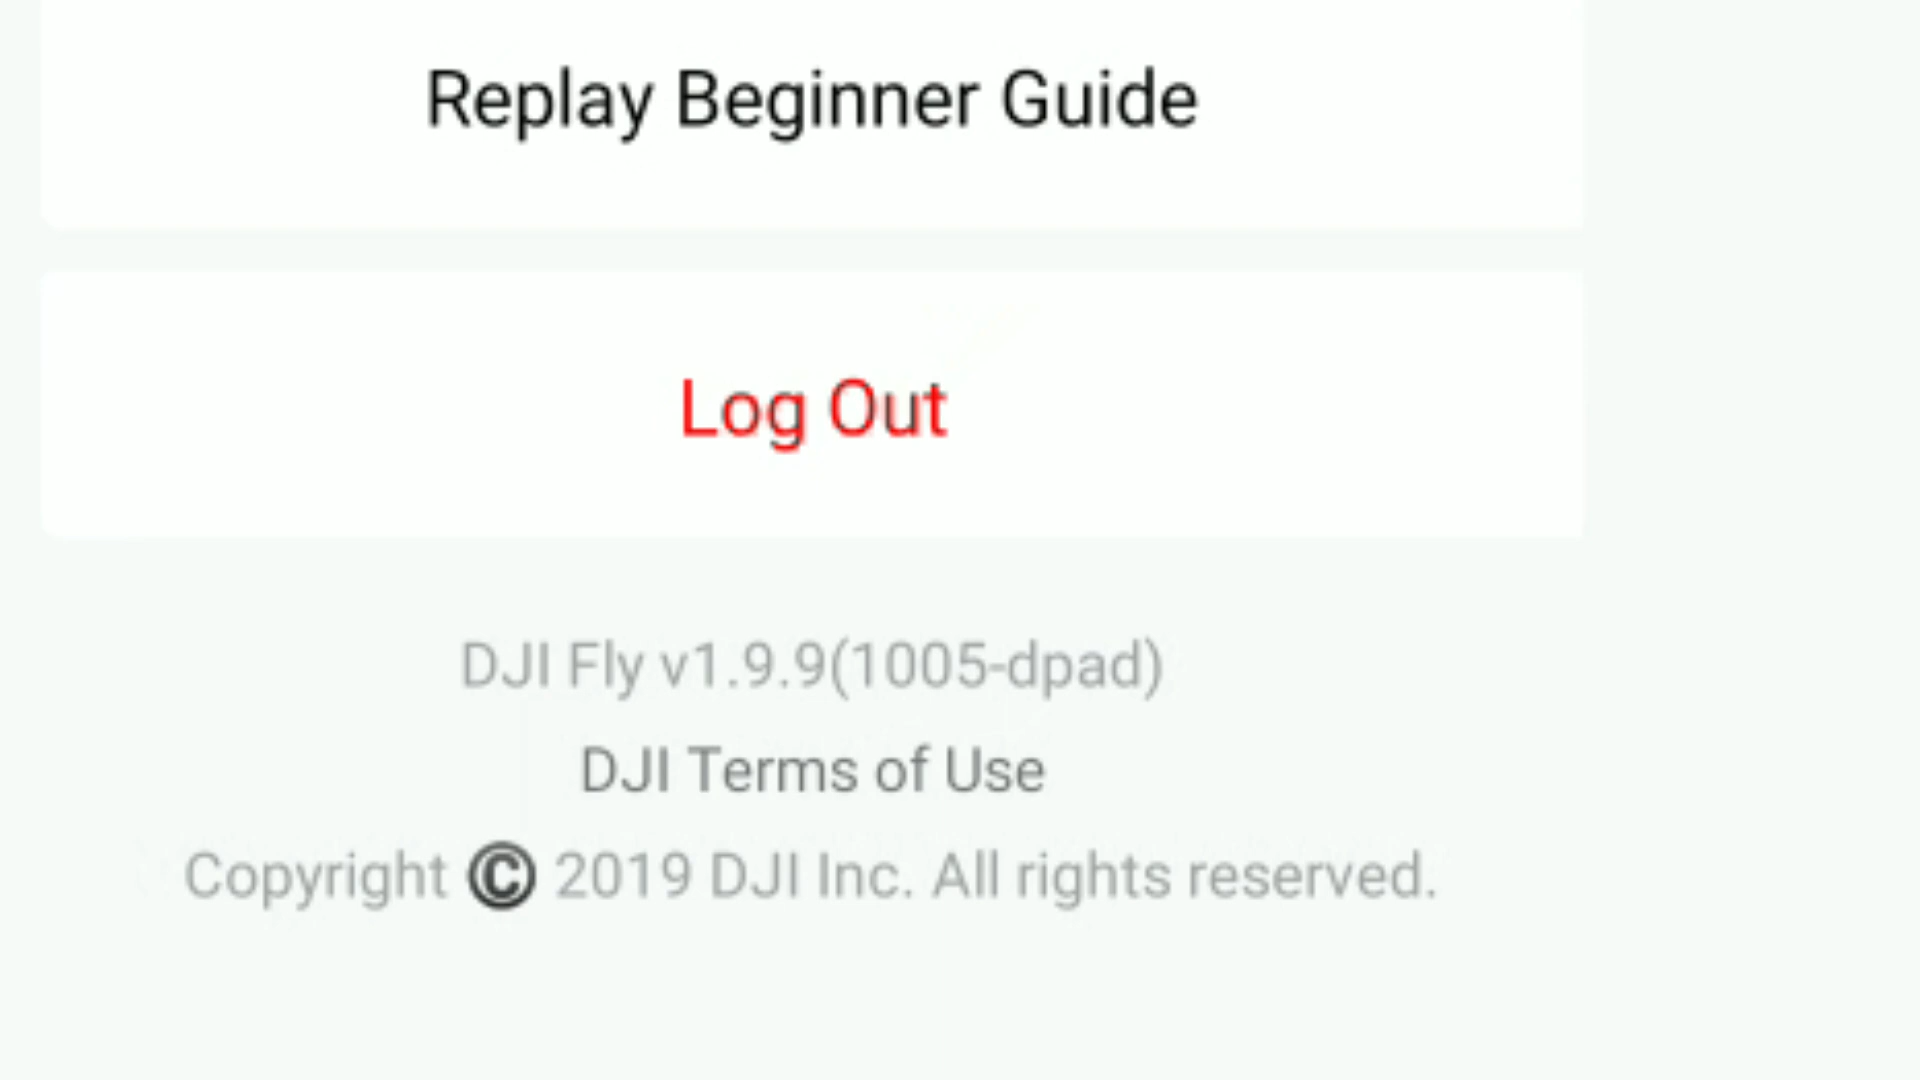 Replay Beginner Guide
Log Out
DJI Fly v1.9.9(1005-dpad)
DJI Terms of Use
Copyright © 2019 DJI Inc. All rights reserved.